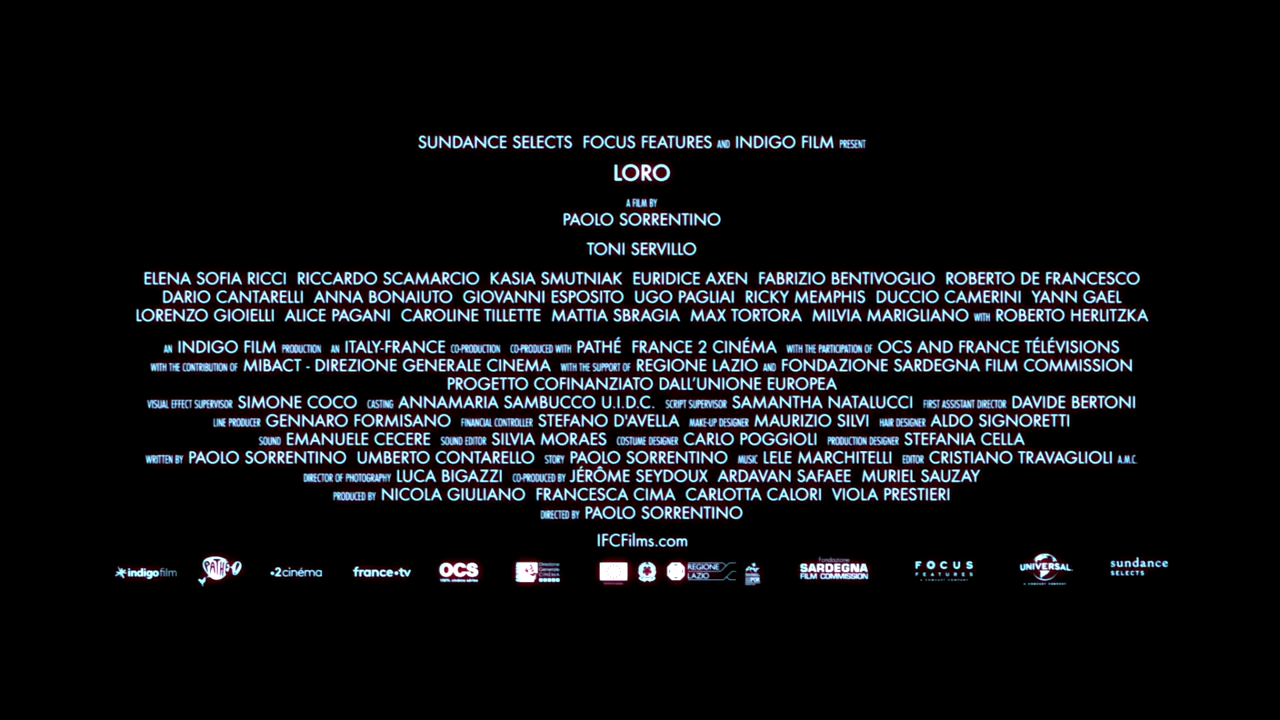 SUNDANCE SELECTS FOCUS FEATURES AND INDIGO FILM PRESENT
LORO
A FILM BY
PAOLO SORRENTINO
TONI SERVILLO
ELENA SOFIA RICCI RICCARDO SCAMARCIO KASIA SMUTNIAK EURIDICE AXEN FABRIZIO BENTIVOGLIO ROBERTO DE FRANCESCO
DARIO CANTARELLI ANNA BONAIUTO GIOVANNI ESPOSITO UGO PAGLIAI RICKY MEMPHIS DUCCIO CAMERINI YANN GAEL
LORENZO GIOIELLI ALICE PAGANI CAROLINE TILLETTE MATTIA SBRAGIA MAX TORTORA MILVIA MARIGLIANO WITH ROBERTO HERLITZKA
AN INDIGO FILM PRODUCTION AN ITALY-FRANCE CO-PRODUCTION CO-PRODUCED WITH PATHÉ FRANCE 2 CINÉMA WITH THE PARTICIPATION OF OCS AND FRANCE TÉLÉVISIONS
WITH THE CONTRIBUTION OF MIBACT - DIREZIONE GENERALE CINEMA WITH THE SUPPORT OF REGIONE LAZIO AND FONDAZIONE SARDEGNA FILM COMMISSION
PROGETTO COFINANZIATO DALL'UNIONE EUROPEA
VISUAL EFFECT SUPERVISOR SIMONE COCO CASTING ANNAMARIA SAMBUCCO U.I.D.C. SCRIPT SUPERVISOR SAMANTHA NATALUCCI FIRST ASSISTANT DIRECTOR DAVIDE BERTONI
LINE PRODUCER GENNARO FORMISANO FINANCIAL CONTROLLER STEFANO D'AVELLA MAKE-UP DESIGNER MAURIZIO SILVI HAIR DESIGNER ALDO SIGNORETTI
SOUND EMANUELE CECERE SOUND EDITOR SILVIA MORAES COSTUME DESIGNER CARLO POGGIOLI PRODUCTION DESIGNER STEFANIA CELLA
WRITTEN BY PAOLO SORRENTINO UMBERTO CONTARELLO STORY PAOLO SORRENTINO MUSIC LELE MARCHITELLI EDITOR CRISTIANO TRAVAGLIOLI A.M.C.
DIRECTOR OF PHOTOGRAPHY LUCA BIGAZZI CO-PRODUCED BY JÉRÔME SEYDOUX ARDAVAN SAFAEE MURIEL SAUZAY
PRODUCED BY NICOLA GIULIANO FRANCESCA CIMA CARLOTTA CALORI VIOLA PRESTIERI
DIRECTED BY PAOLO SORRENTINO
IFCFilms.com
indigo film PATHÉ 2cinéma france•tv OCS Direzione Generale CINEMA REGIONE LAZIO Fondazione SARDEGNA FILM COMMISSION FOCUS FEATURES UNIVERSAL sundance SELECTS